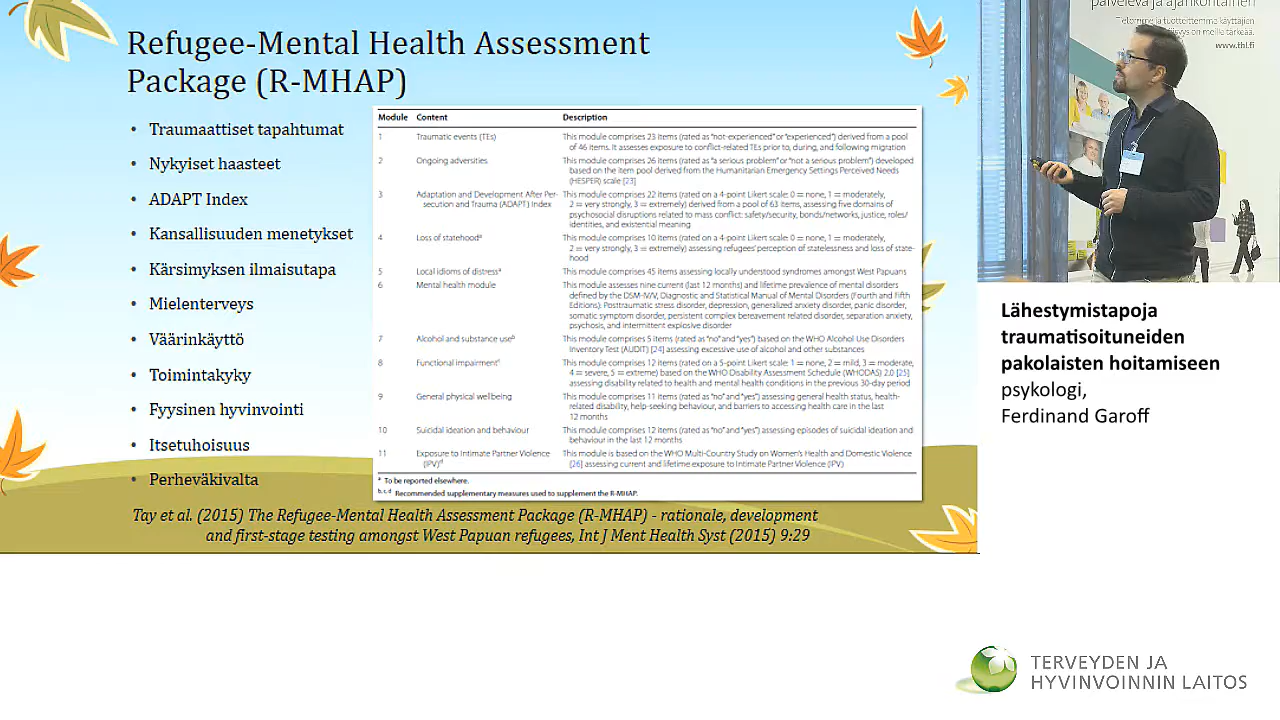 Refugee-Mental Health Assessment
Package (R-MHAP)
• Traumaattiset tapahtumat
• Nykyiset haasteet
• ADAPT Index
• Kansallisuuden menetykset
• Kärsimyksen ilmaisutapa
• Mielenterveys
• Väärinkäyttö
• Toimintakyky
• Fyysinen hyvinvointi
• Itsetuhoisuus
• Perheväkivalta
Module Content Description
1 Traumatic events (TEs) This module comprises 23 items (rated as "not-experienced" or "experienced") derived from a pool
of 46 items. It assesses exposure to conflict-related TEs prior to, during, and following migration
2 Ongoing adversities This module comprises 26 items (rated as "a serious problem" or "not a serious problem") developed
based on the item pool derived from the Humanitarian Emergency Settings Perceived Needs
(HESPER) scale [23]
3 Adaptation and Development After Per- This module comprises 22 items (rated on a 4-point Likert scale: 0 = none, 1 = moderately,
secution and Trauma (ADAPT) Index 2 = very strongly, 3 = extremely) derived from a pool of 63 items, assessing five domains of
psychosocial disruptions related to mass conflict: safety/security, bonds/networks, justice, roles/
identities, and existential meaning
4 Loss of statehoodᵃ This module comprises 10 items (rated on a 4-point Likert scale: 0 = none, 1 = moderately,
2 = very strongly, 3 = extremely) assessing refugees' perception of statelessness and loss of state-
hood
5 Local idioms of distressᵃ This module comprises 45 items assessing locally understood syndromes amongst West Papuans
6 Mental health module This module assesses nine current (last 12 months) and lifetime prevalence of mental disorders
defined by the DSM-IV/V, Diagnostic and Statistical Manual of Mental Disorders (Fourth and Fifth
Editions). Posttraumatic stress disorder, depression, generalized anxiety disorder, panic disorder,
somatic symptom disorder, persistent complex bereavement related disorder, separation anxiety,
psychosis, and intermittent explosive disorder
7 Alcohol and substance useᵇ This module comprises 5 items (rated as "no" and "yes") based on the WHO Alcohol Use Disorders
Inventory Test (AUDIT) [24] assessing excessive use of alcohol and other substances
8 Functional impairmentᶜ This module comprises 12 items (rated on a 5-point Likert scale: 1 = none, 2 = mild, 3 = moderate,
4 = severe, 5 = extreme) based on the WHO Disability Assessment Schedule (WHODAS) 2.0 [25]
assessing disability related to health and mental health conditions in the previous 30-day period
9 General physical wellbeing This module comprises 11 items (rated as "no" and "yes") assessing general health status, health-
related disability, help-seeking behaviour, and barriers to accessing health care in the last
12 months
10 Suicidal ideation and behaviour This module comprises 12 items (rated as "no" and "yes") assessing episodes of suicidal ideation and
behaviour in the last 12 months
11 Exposure to Intimate Partner Violence This module is based on the WHO Multi-Country Study on Women's Health and Domestic Violence
(IPV)ᵈ [26] assessing current and lifetime exposure to Intimate Partner Violence (IPV)
ᵃ To be reported elsewhere.
ᵇ,ᶜ,ᵈ Recommended supplementary measures used to supplement the R-MHAP.
Tay et al. (2015) The Refugee-Mental Health Assessment Package (R-MHAP) - rationale, development
and first-stage testing amongst West Papuan refugees, Int J Ment Health Syst (2015) 9:29
palveleva ja ajankohtainen
www.thl.fi
Lähestymistapoja
traumatisoituneiden
pakolaisten hoitamiseen
psykologi,
Ferdinand Garoff
TERVEYDEN JA
HYVINVOINNIN LAITOS